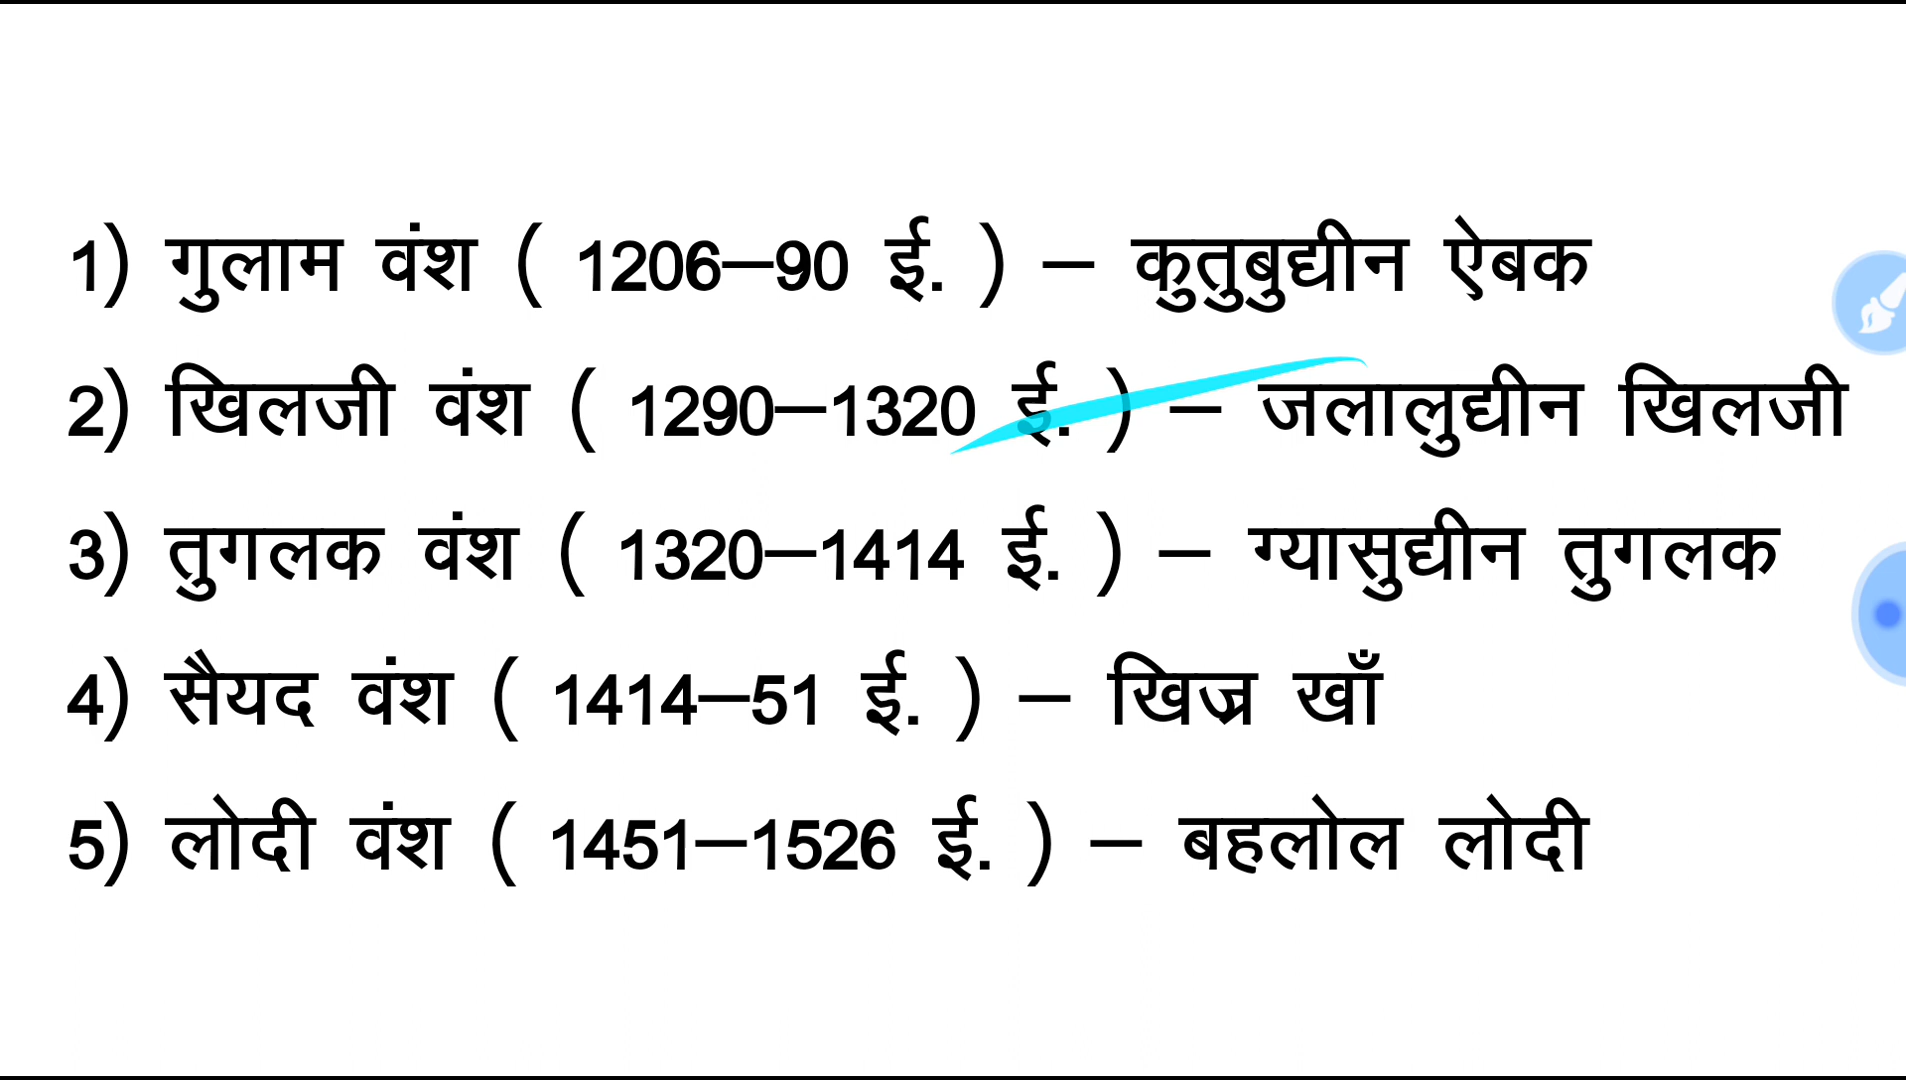 1) गुलाम वंश ( 1206–90 ई. ) – कुतुबुद्यीन ऐबक
2) खिलजी वंश ( 1290–1320 ई. ) – जलालुद्यीन खिलजी
3) तुगलक वंश ( 1320–1414 ई. ) – ग्यासुद्यीन तुगलक
4) सैयद वंश ( 1414–51 ई. ) – खिज्र खाँ
5) लोदी वंश ( 1451–1526 ई. ) – बहलोल लोदी